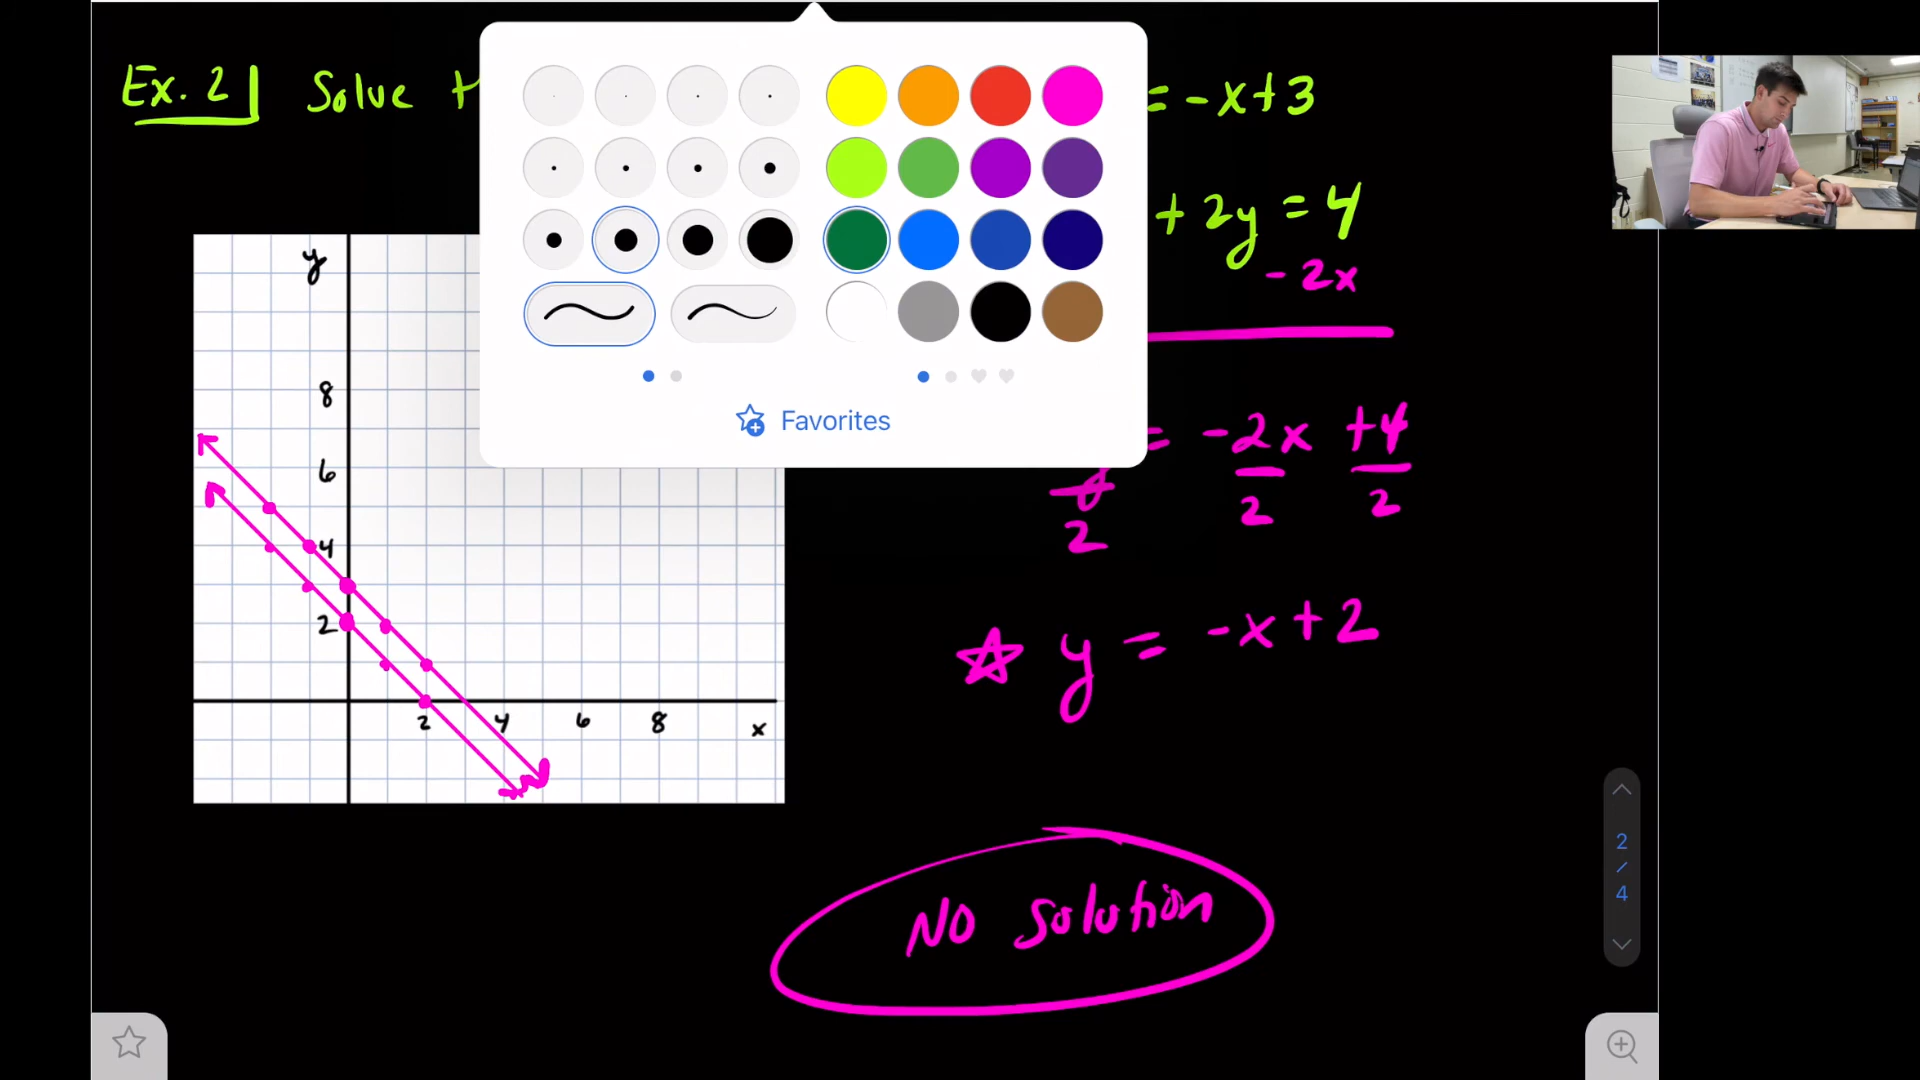 Ex. 2 Solve
= -x+3
+ 2y = 4
- 2x
= -2x +4
2 2 2
☆ y = -x+2
No solution
y
8
6
4
2
2 4 6 8 x
Favorites
2
/
4